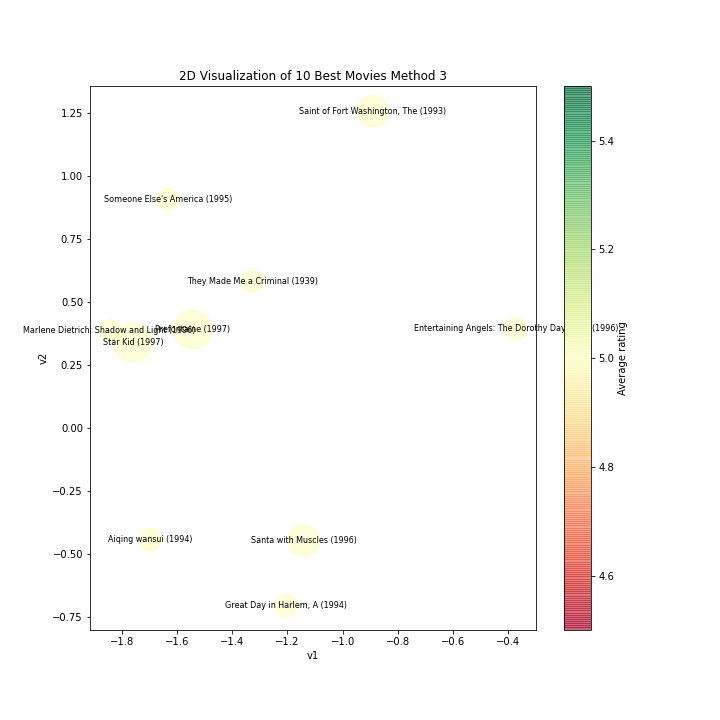 2D Visualization of 10 Best Movies Method 3
1.25
1.00
0.75
0.50
0.25
0.00
−0.25
−0.50
−0.75
v2
Saint of Fort Washington, The (1993)
Someone Else's America (1995)
They Made Me a Criminal (1939)
Marlene Dietrich: Shadow and Light (1996)
(1997)
Entertaining Angels: The Dorothy Day (1996)
Star Kid (1997)
Aiqing wansui (1994)
Santa with Muscles (1996)
Great Day in Harlem, A (1994)
−1.8
−1.6
−1.4
−1.2
−1.0
−0.8
−0.6
−0.4
v1
5.4
5.2
5.0
4.8
4.6
Average rating